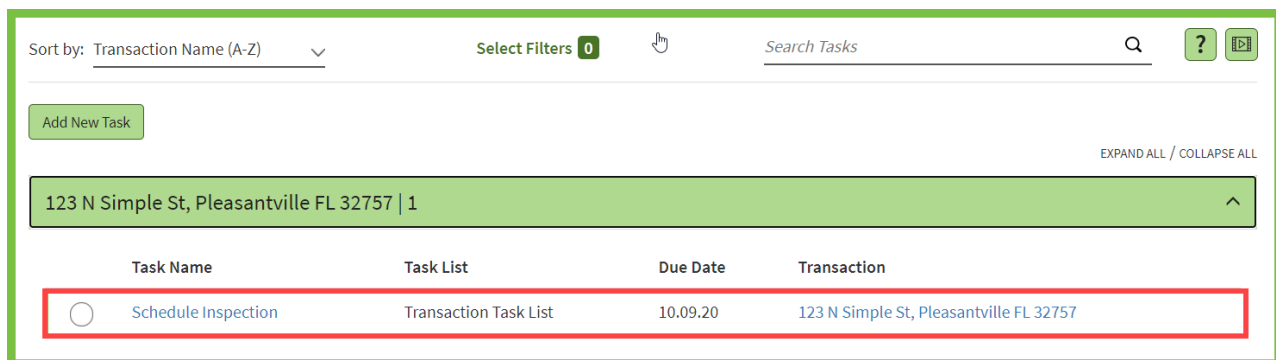 Sort by: Transaction Name (A-Z) Select Filters 0 Search Tasks ?
Add New Task
EXPAND ALL / COLLAPSE ALL
123 N Simple St, Pleasantville FL 32757 | 1
Task Name Task List Due Date Transaction
Schedule Inspection Transaction Task List 10.09.20 123 N Simple St, Pleasantville FL 32757